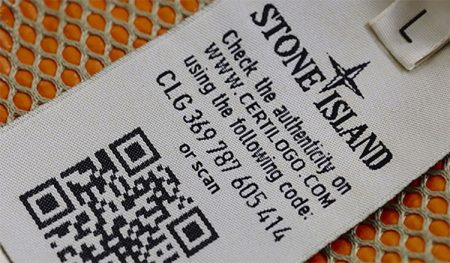 STONE ISLAND
Check the authenticity on
WWW.CERTILOGO.COM
using the following code:
CLG 369 787 605 414
or scan
L